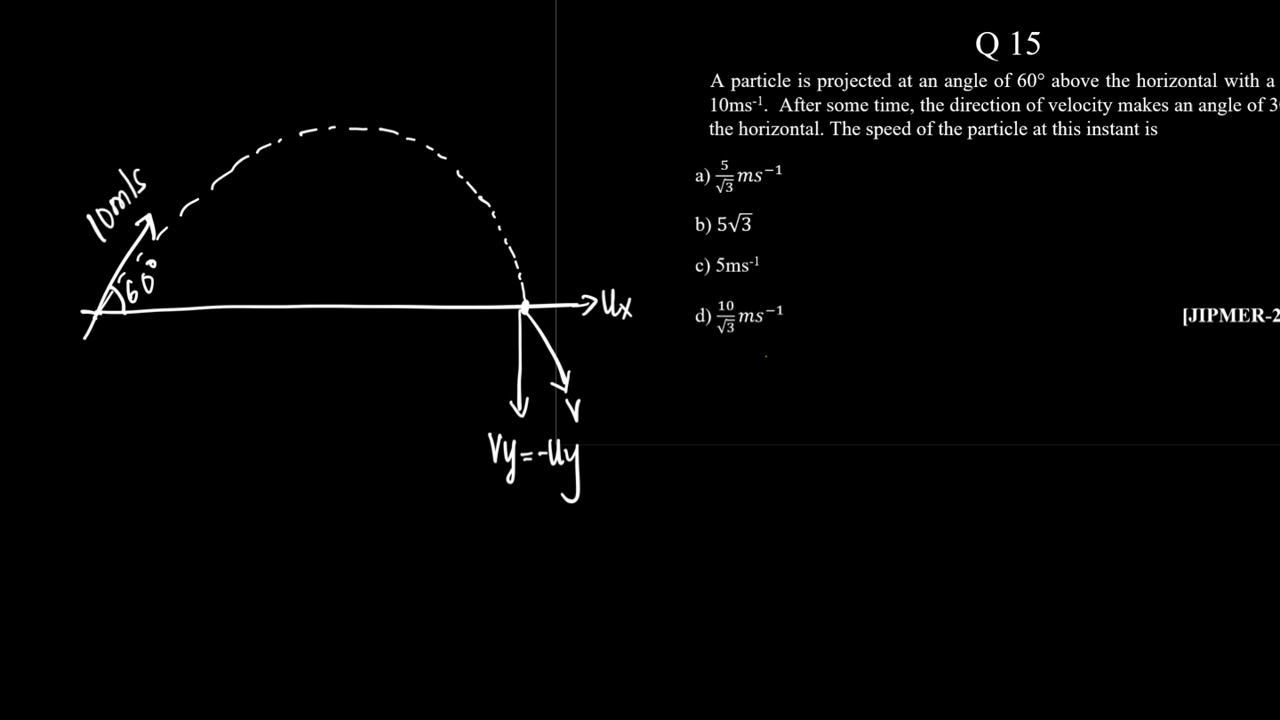 Q 15
A particle is projected at an angle of 60° above the horizontal with a
10ms⁻¹. After some time, the direction of velocity makes an angle of 3
the horizontal. The speed of the particle at this instant is
a) 5/√3 ms⁻¹
b) 5√3
c) 5ms⁻¹
d) 10/√3 ms⁻¹
[JIPMER-2
10m/s
60°
Ux
V
Vy=-Uy